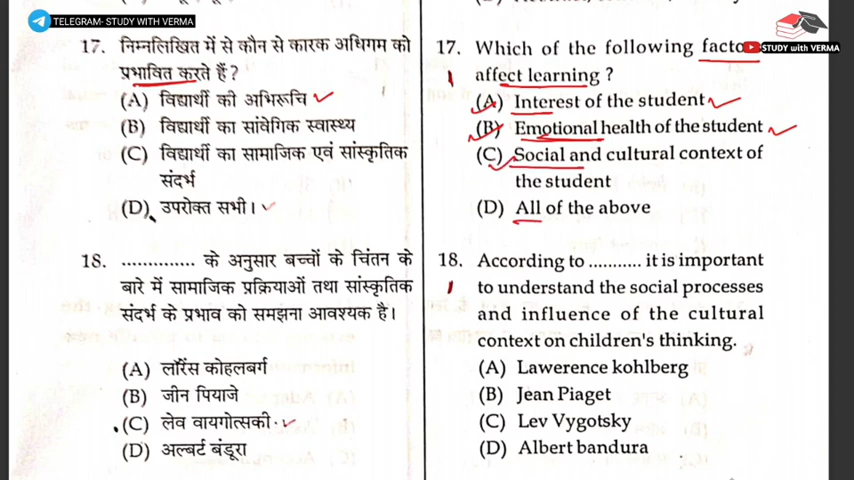 TELEGRAM- STUDY WITH VERMA
17. निम्नलिखित में से कौन से कारक अधिगम को
प्रभावित करते हैं ?
(A) विद्यार्थी की अभिरूचि
(B) विद्यार्थी का सांवेगिक स्वास्थ्य
(C) विद्यार्थी का सामाजिक एवं सांस्कृतिक
संदर्भ
(D) उपरोक्त सभी।
18. .............. के अनुसार बच्चों के चिंतन के
बारे में सामाजिक प्रक्रियाओं तथा सांस्कृतिक
संदर्भ के प्रभाव को समझना आवश्यक है।
(A) लॉरेंस कोहलबर्ग
(B) जीन पियाजे
(C) लेव वायगोत्सकी
(D) अल्बर्ट बंडूरा
STUDY with VERMA
17. Which of the following
affect learning ?
(A) Interest of the student
(B) Emotional health of the student
(C) Social and cultural context of
the student
(D) All of the above
18. According to ........... it is important
to understand the social processes
and influence of the cultural
context on children's thinking.
(A) Lawerence kohlberg
(B) Jean Piaget
(C) Lev Vygotsky
(D) Albert bandura